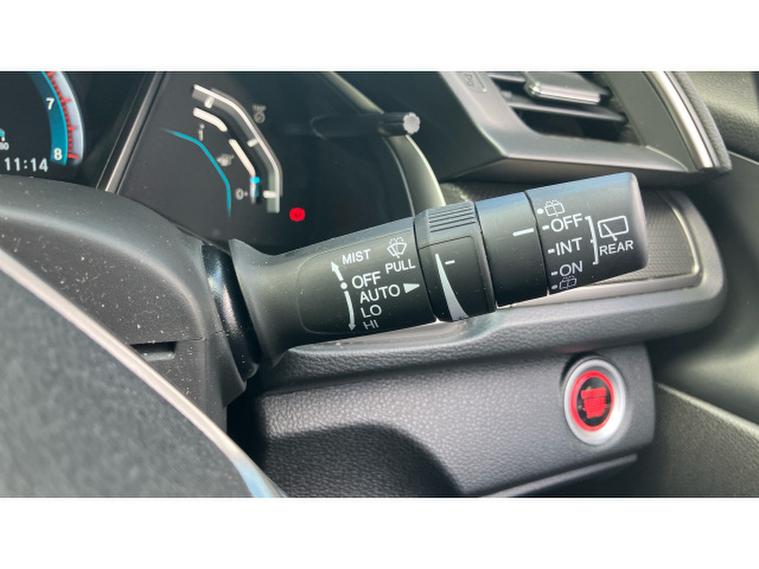 7
8
11:14
MIST
PULL
OFF
AUTO
LO
HI
OFF
INT
ON
REAR